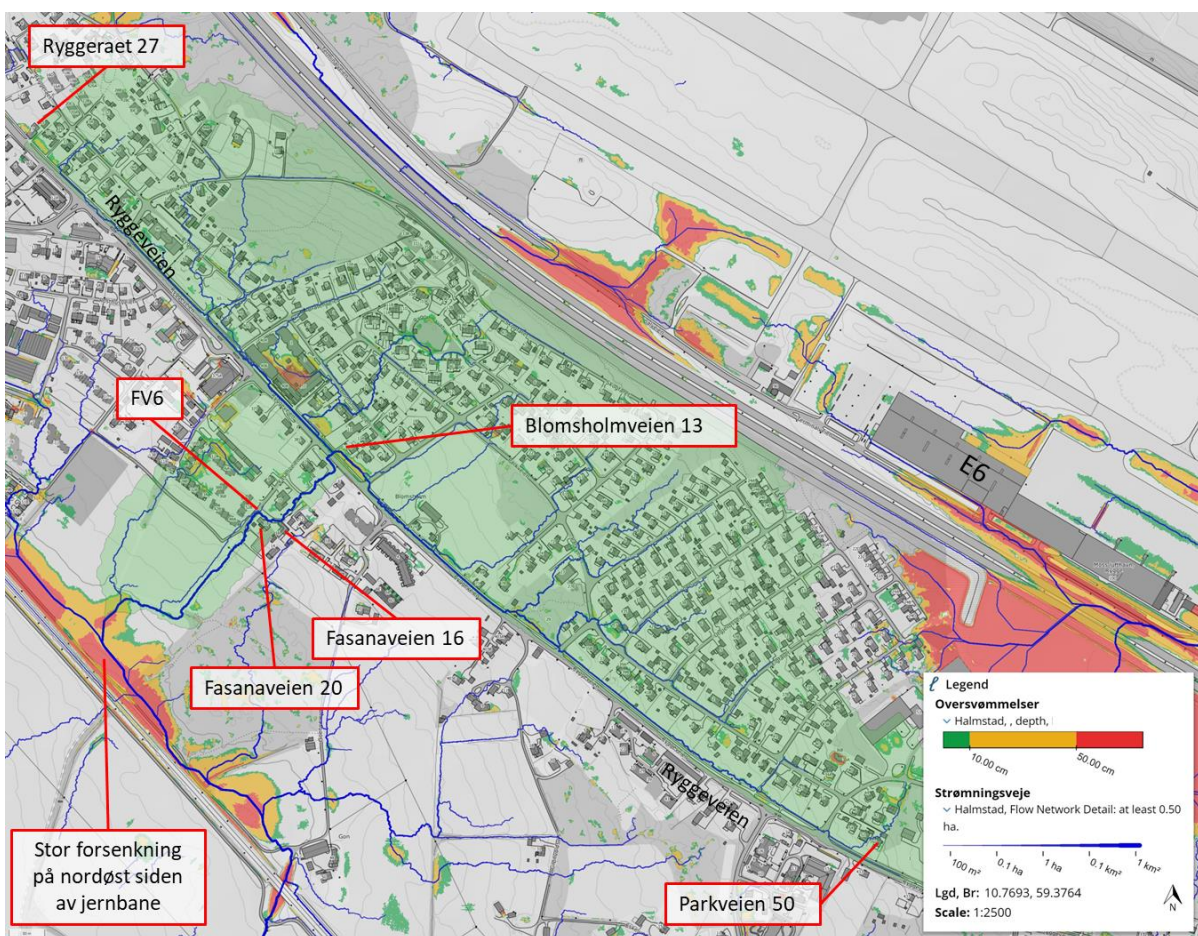 Ryggeraet 27
Ryggeveien
FV6
Blomsholmveien 13
E6
Fasanaveien 16
Fasanaveien 20
Stor forsenkning
på nordøst siden
av jernbane
Ryggeveien
Parkveien 50
Legend
Oversvømmelser
Halmstad, , depth,
10.00 cm
50.00 cm
Strømningsveje
Halmstad, Flow Network Detail: at least 0.50
ha.
100 m²
0.1 ha
1 ha
0.1 km²
1 km²
Lgd, Br: 10.7693, 59.3764
Scale: 1:2500
N